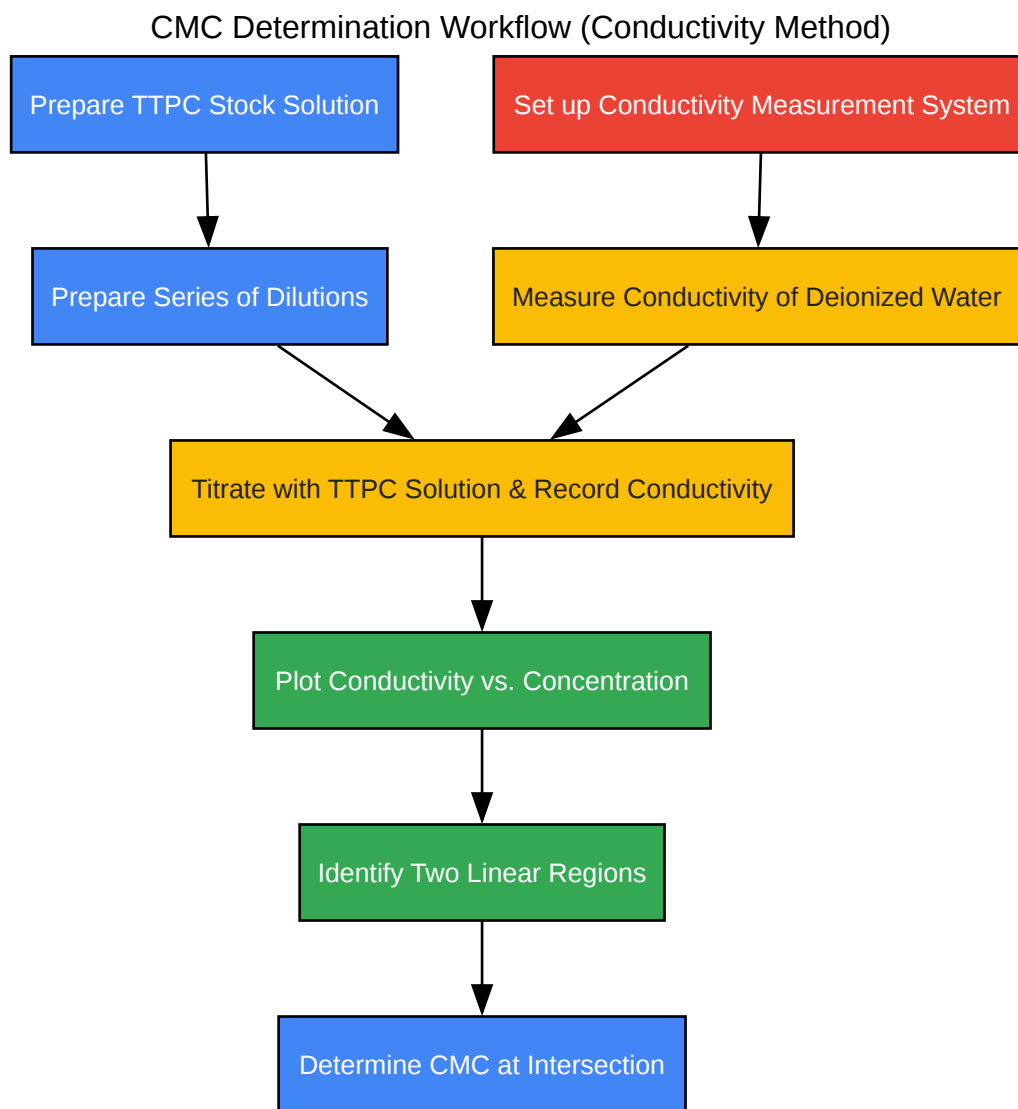 CMC Determination Workflow (Conductivity Method)
Prepare TTPC Stock Solution
Set up Conductivity Measurement System
Prepare Series of Dilutions
Measure Conductivity of Deionized Water
Titrate with TTPC Solution & Record Conductivity
Plot Conductivity vs. Concentration
Identify Two Linear Regions
Determine CMC at Intersection